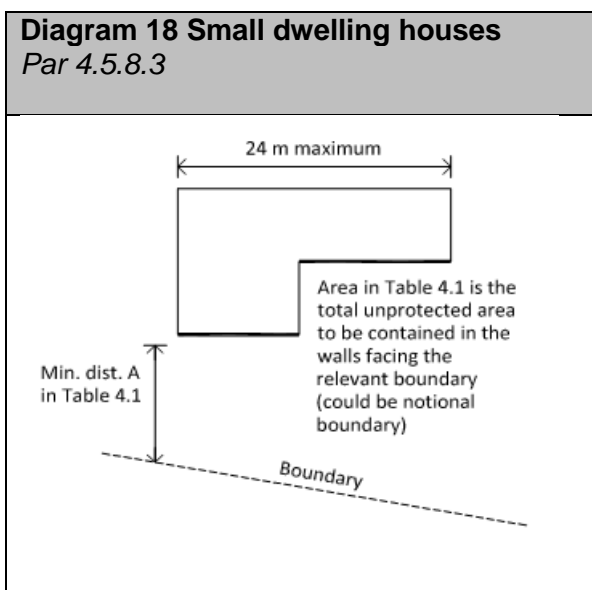 Diagram 18 Small dwelling houses
Par 4.5.8.3
24 m maximum
Area in Table 4.1 is the
total unprotected area
to be contained in the
walls facing the
relevant boundary
(could be notional
boundary)
Min. dist. A
in Table 4.1
Boundary